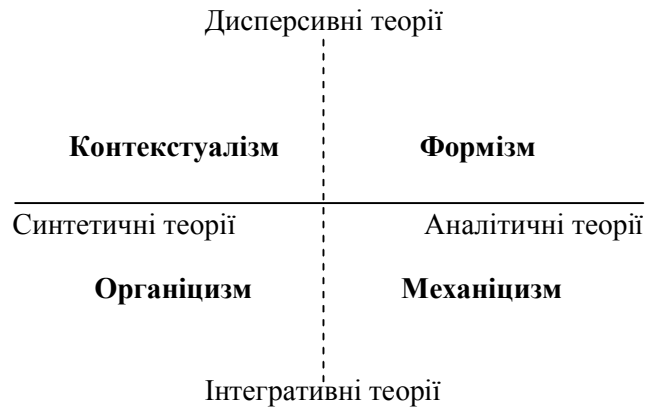 Дисперсивні теорії
Контекстуалізм Формізм
Синтетичні теорії Аналітичні теорії
Органіцизм Механіцизм
Інтегративні теорії